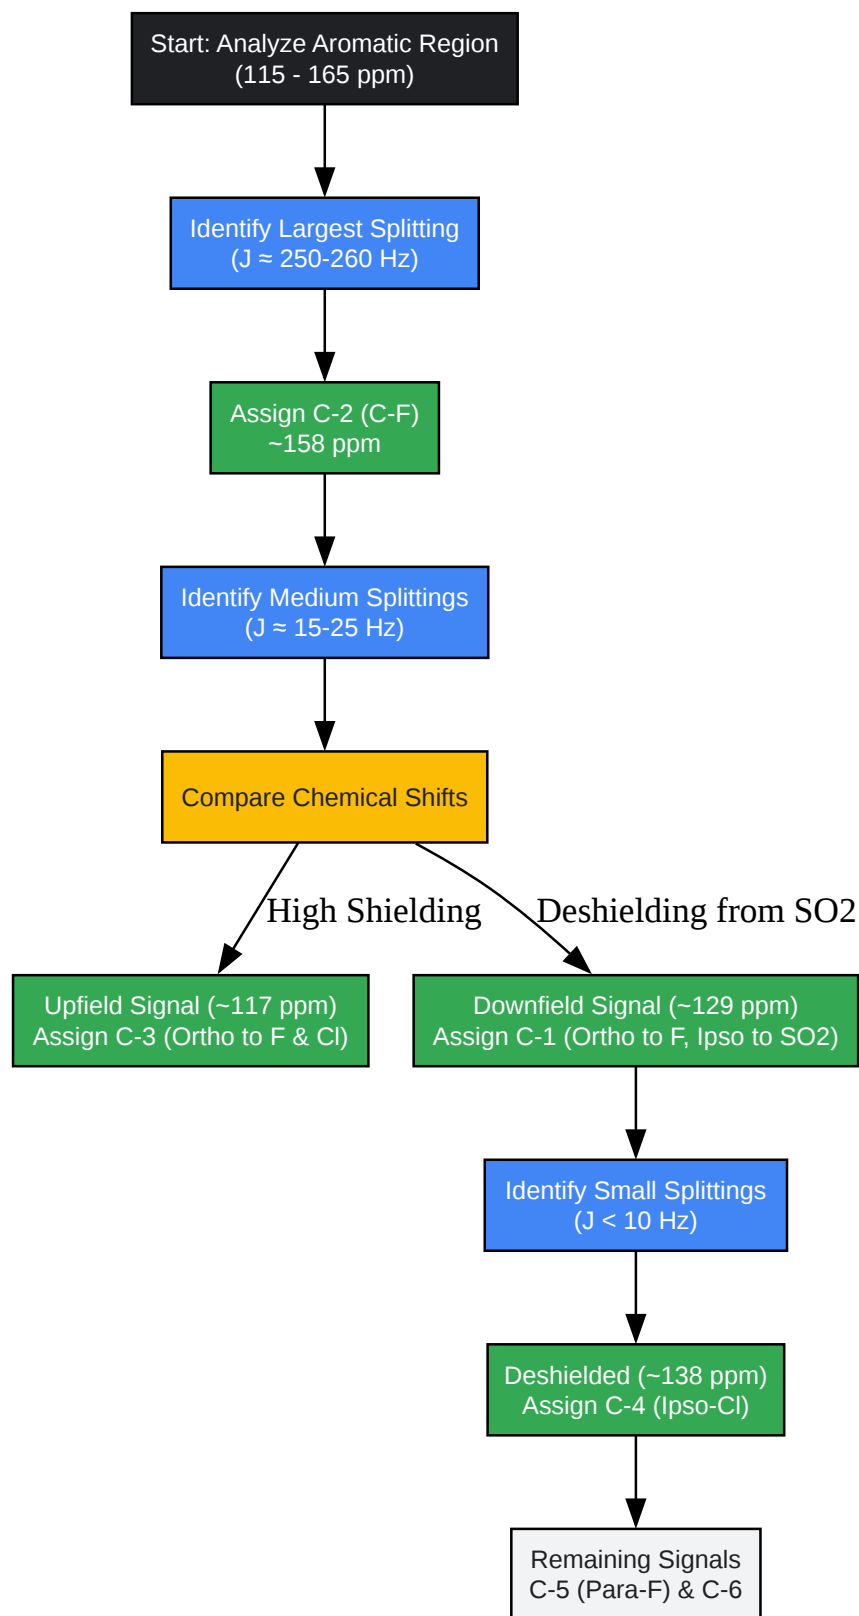 Start: Analyze Aromatic Region
(115 - 165 ppm)
Identify Largest Splitting
(J ≈ 250-260 Hz)
Assign C-2 (C-F)
~158 ppm
Identify Medium Splittings
(J ≈ 15-25 Hz)
Compare Chemical Shifts
High Shielding
Deshielding from SO2
Upfield Signal (~117 ppm)
Assign C-3 (Ortho to F & Cl)
Downfield Signal (~129 ppm)
Assign C-1 (Ortho to F, Ipso to SO2)
Identify Small Splittings
(J < 10 Hz)
Deshielded (~138 ppm)
Assign C-4 (Ipso-Cl)
Remaining Signals
C-5 (Para-F) & C-6